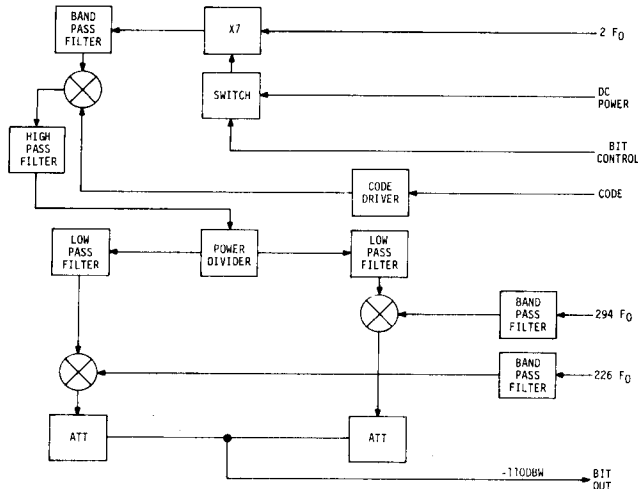 BAND
PASS
FILTER
X7
2 F0
SWITCH
DC
POWER
HIGH
PASS
FILTER
BIT
CONTROL
CODE
DRIVER
CODE
LOW
PASS
FILTER
POWER
DIVIDER
LOW
PASS
FILTER
BAND
PASS
FILTER
294 F0
BAND
PASS
FILTER
226 F0
ATT
ATT
-110DBW
BIT
OUT